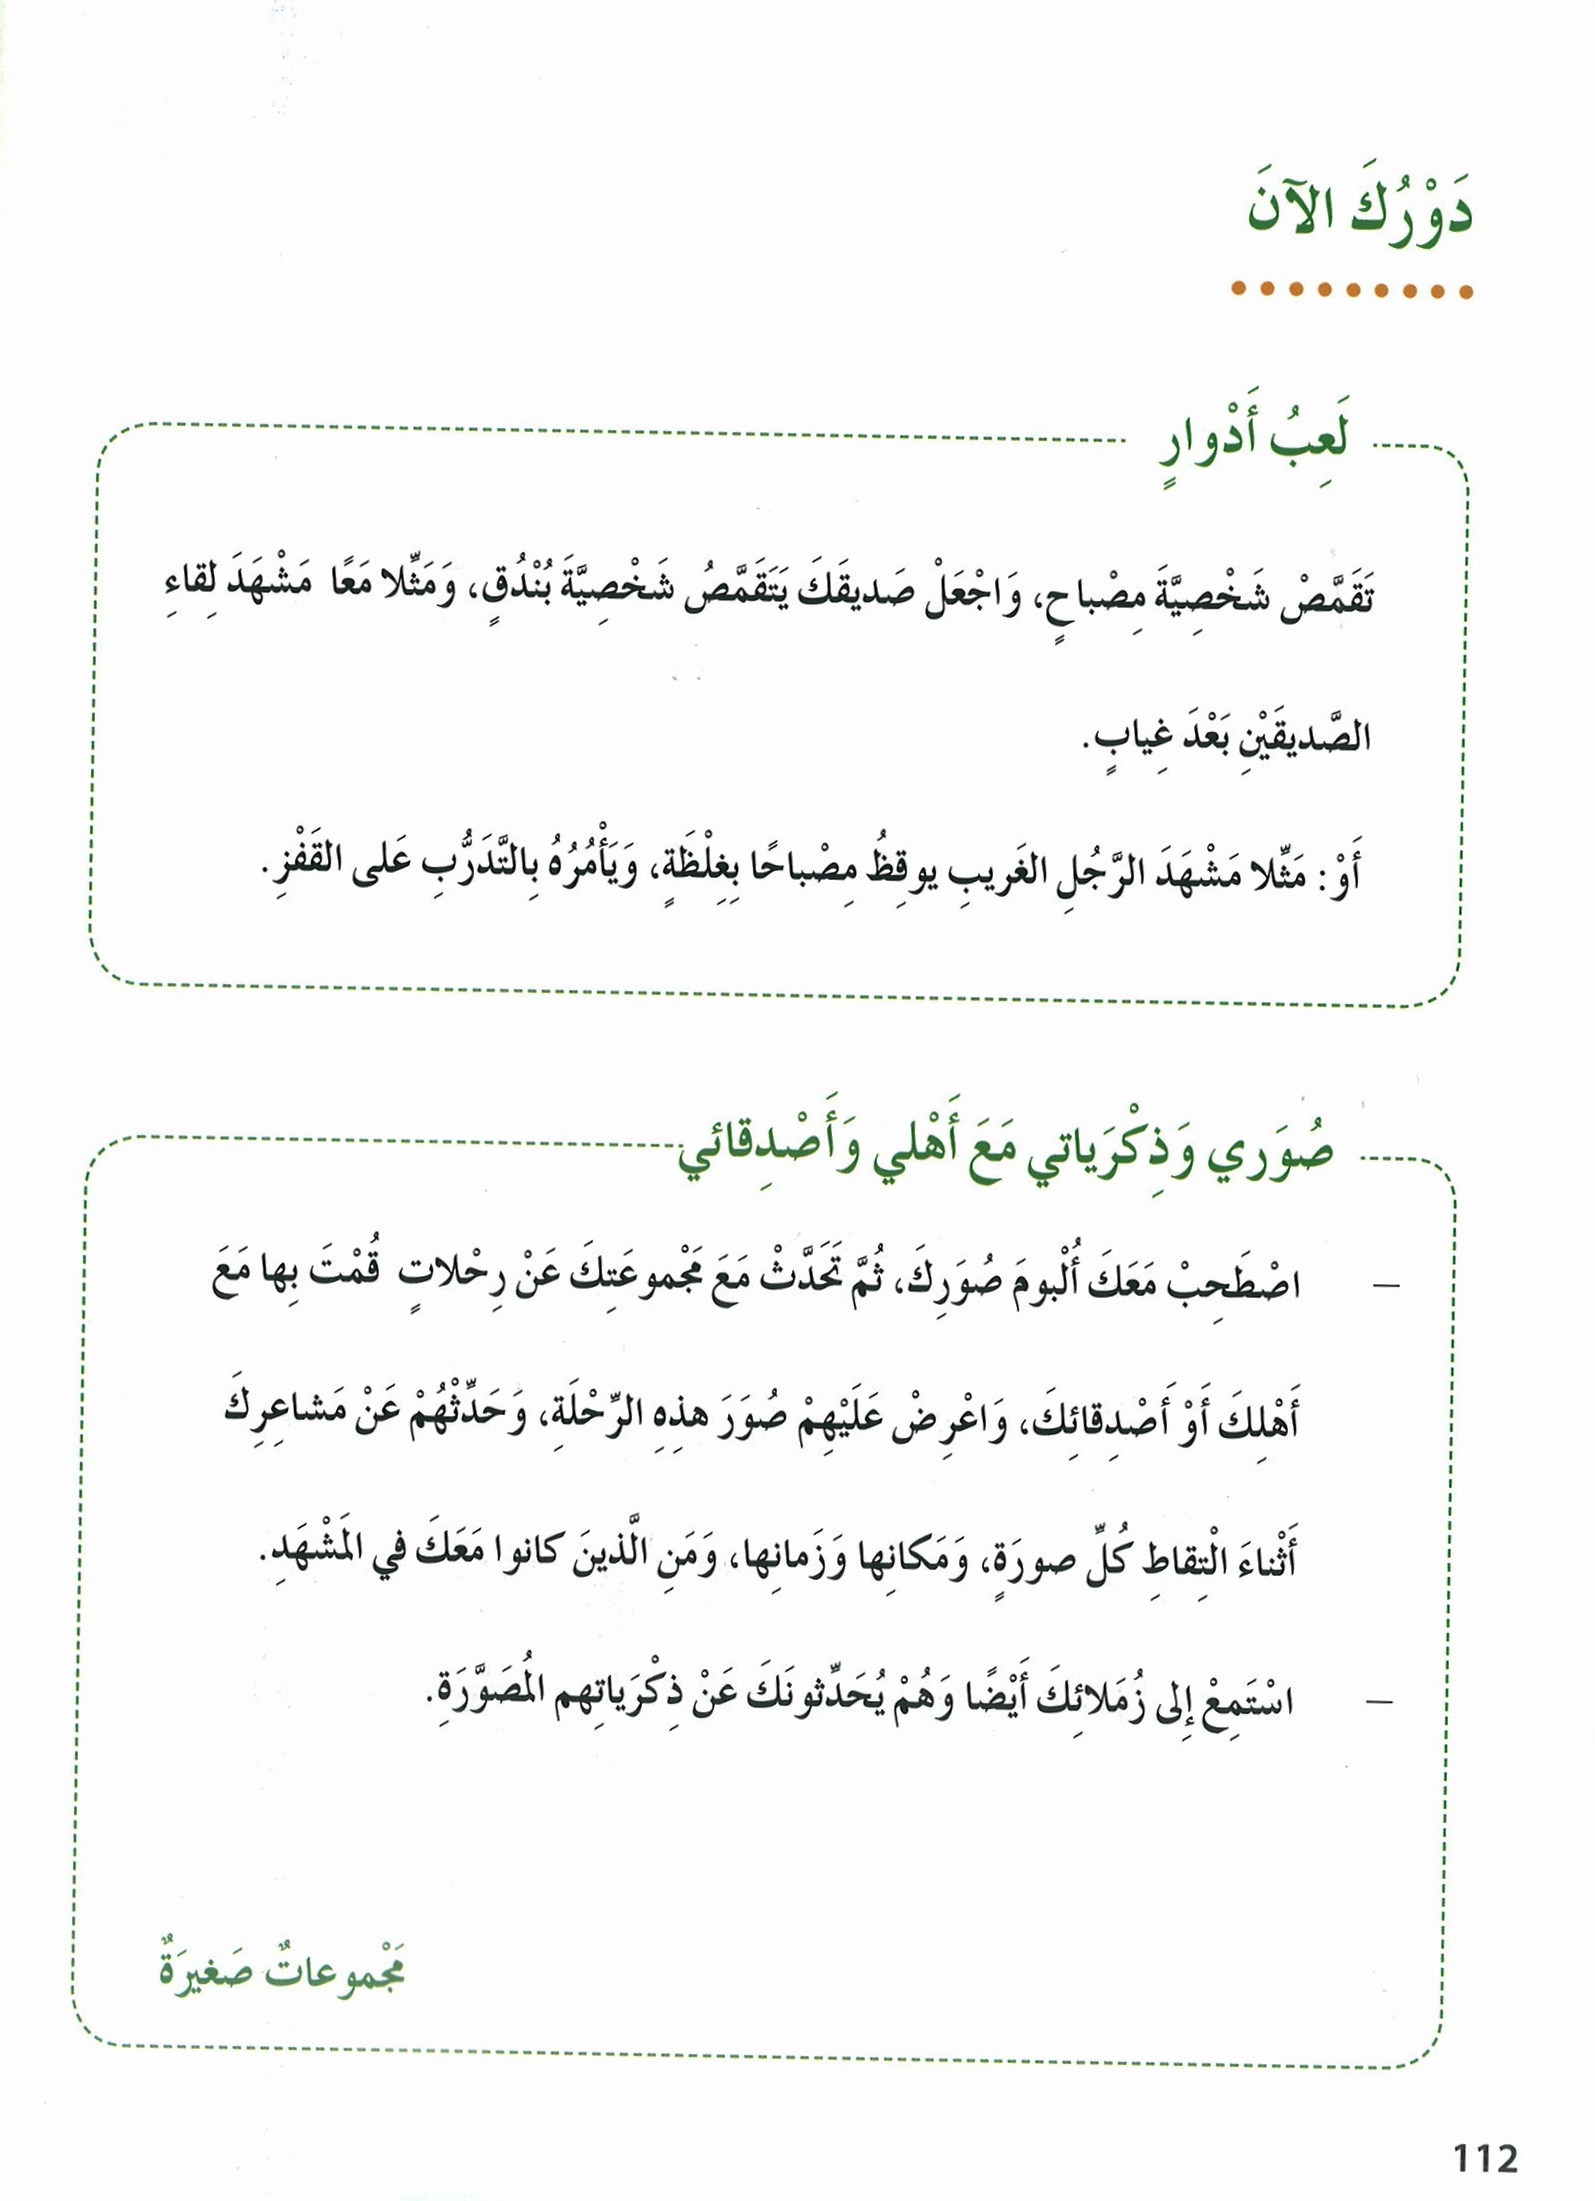 دَوْرُكَ الآنَ
لَعِبُ أَدْوارٍ
تَقَمَّصْ شَخْصِيَّةَ مِصْباحٍ، وَاجْعَلْ صَديقَكَ يَتَقَمَّصُ شَخْصِيَّةَ بُنْدُقٍ، وَمَثِّلا مَعًا مَشْهَدَ لِقاءِ
الصَّديقَيْنِ بَعْدَ غِيابٍ.
أَوْ: مَثِّلا مَشْهَدَ الرَّجُلِ الغَريبِ يوقِظُ مِصْباحًا بِغِلْظَةٍ، وَيَأْمُرُهُ بِالتَّدَرُّبِ عَلى القَفْزِ.
صُوَري وَذِكْرَياتي مَعَ أَهْلي وَأَصْدِقائي
– اصْطَحِبْ مَعَكَ أُلْبومَ صُوَرِكَ، ثُمَّ تَحَدَّثْ مَعَ مَجْموعَتِكَ عَنْ رِحْلاتٍ قُمْتَ بِها مَعَ
أَهْلِكَ أَوْ أَصْدِقائِكَ، وَاعْرِضْ عَلَيْهِمْ صُوَرَ هذِهِ الرِّحْلَةِ، وَحَدِّثْهُمْ عَنْ مَشاعِرِكَ
أَثْناءَ الْتِقاطِ كُلِّ صورَةٍ، وَمَكانِها وَزَمانِها، وَمَنِ الَّذينَ كانوا مَعَكَ في المَشْهَدِ.
– اسْتَمِعْ إِلى زُمَلائِكَ أَيْضًا وَهُمْ يُحَدِّثونَكَ عَنْ ذِكْرَياتِهم المُصَوَّرَةِ.
مَجْموعاتٌ صَغيرَةٌ
112